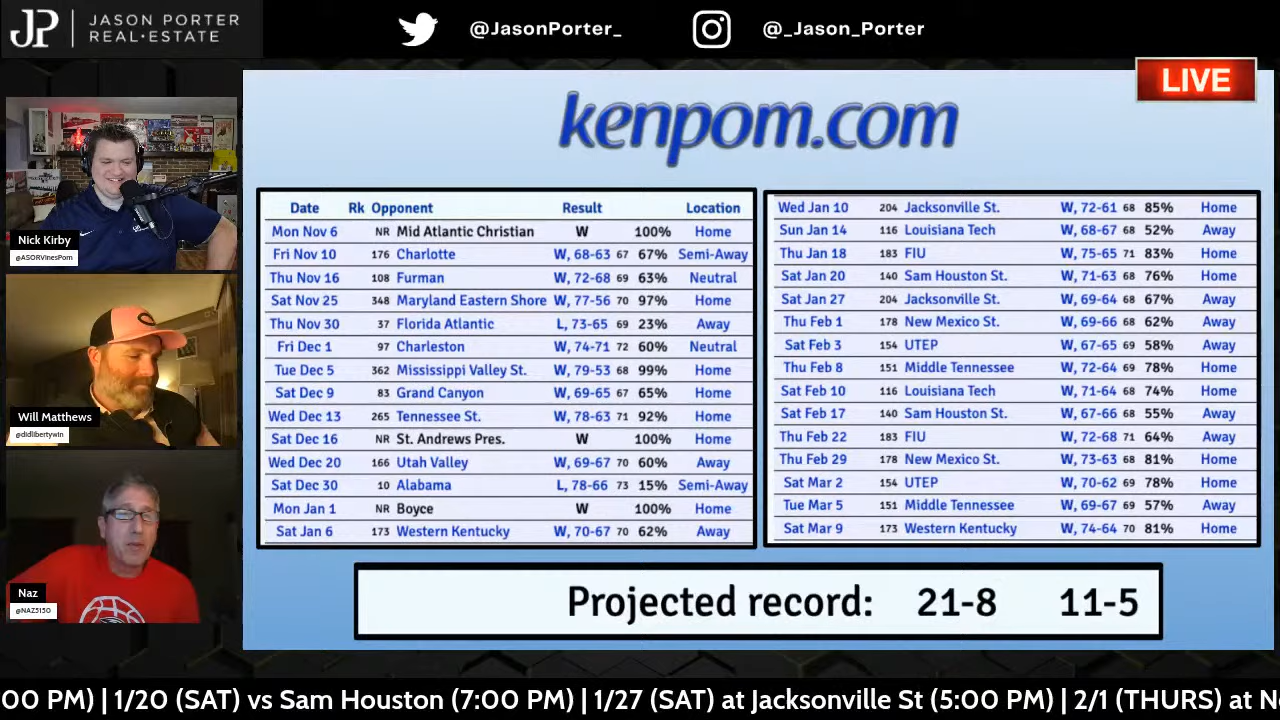 JP | JASON PORTER
REAL•ESTATE
@JasonPorter_
@_Jason_Porter
LIVE
kenpom.com
Nick Kirby
@ASORVinesPom
Will Matthews
@didlibertywin
Naz
@NAZ5150
Date Rk Opponent Result Location
Mon Nov 6 NR Mid Atlantic Christian W 100% Home
Fri Nov 10 176 Charlotte W, 68-63 67 67% Semi-Away
Thu Nov 16 108 Furman W, 72-68 69 63% Neutral
Sat Nov 25 348 Maryland Eastern Shore W, 77-56 70 97% Home
Thu Nov 30 37 Florida Atlantic L, 73-65 69 23% Away
Fri Dec 1 97 Charleston W, 74-71 72 60% Neutral
Tue Dec 5 362 Mississippi Valley St. W, 79-53 68 99% Home
Sat Dec 9 83 Grand Canyon W, 69-65 67 65% Home
Wed Dec 13 265 Tennessee St. W, 78-63 71 92% Home
Sat Dec 16 NR St. Andrews Pres. W 100% Home
Wed Dec 20 166 Utah Valley W, 69-67 70 60% Away
Sat Dec 30 10 Alabama L, 78-66 73 15% Semi-Away
Mon Jan 1 NR Boyce W 100% Home
Sat Jan 6 173 Western Kentucky W, 70-67 70 62% Away
Wed Jan 10 204 Jacksonville St. W, 72-61 68 85% Home
Sun Jan 14 116 Louisiana Tech W, 68-67 68 52% Away
Thu Jan 18 183 FIU W, 75-65 71 83% Home
Sat Jan 20 140 Sam Houston St. W, 71-63 68 76% Home
Sat Jan 27 204 Jacksonville St. W, 69-64 68 67% Away
Thu Feb 1 178 New Mexico St. W, 69-66 68 62% Away
Sat Feb 3 154 UTEP W, 67-65 69 58% Away
Thu Feb 8 151 Middle Tennessee W, 72-64 69 78% Home
Sat Feb 10 116 Louisiana Tech W, 71-64 68 74% Home
Sat Feb 17 140 Sam Houston St. W, 67-66 68 55% Away
Thu Feb 22 183 FIU W, 72-68 71 64% Away
Thu Feb 29 178 New Mexico St. W, 73-63 68 81% Home
Sat Mar 2 154 UTEP W, 70-62 69 78% Home
Tue Mar 5 151 Middle Tennessee W, 69-67 69 57% Away
Sat Mar 9 173 Western Kentucky W, 74-64 70 81% Home
Projected record: 21-8 11-5
00 PM) | 1/20 (SAT) vs Sam Houston (7:00 PM) | 1/27 (SAT) at Jacksonville St (5:00 PM) | 2/1 (THURS) at N